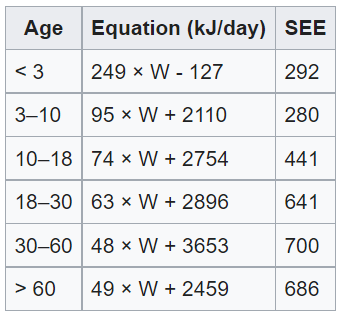 Age Equation (kJ/day) SEE
< 3 249 × W - 127 292
3–10 95 × W + 2110 280
10–18 74 × W + 2754 441
18–30 63 × W + 2896 641
30–60 48 × W + 3653 700
> 60 49 × W + 2459 686